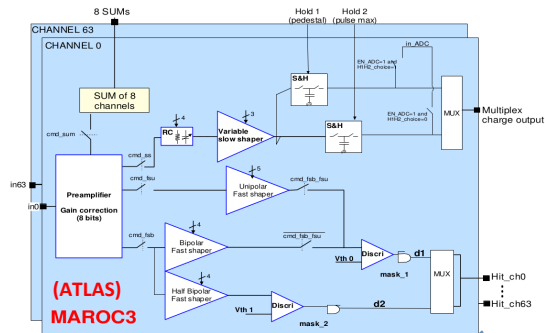 8 SUMs
Hold 1
(pedestal)
Hold 2
(pulse max)
CHANNEL 63
CHANNEL 0
in_ADC
EN_ADC=1 and
H1H2_choice=1
S&H
SUM of 8
channels
4
3
RC
Variable
slow shaper
S&H
EN_ADC=1 and
H1H2_choice=0
MUX
Multiplex
charge output
cmd_sum
cmd_ss
cmd_fsu
5
Unipolar
Fast shaper
cmd_fsb_fsu
in63
in0
Preamplifier
Gain correction
(8 bits)
cmd_fsb
4
Bipolar
Fast shaper
cmd_fsb_fsu
Vth 0
Discri
d1
mask_1
4
Half Bipolar
Fast shaper
Vth 1
Discri
d2
mask_2
MUX
Hit_ch0
Hit_ch63
(ATLAS)
MAROC3